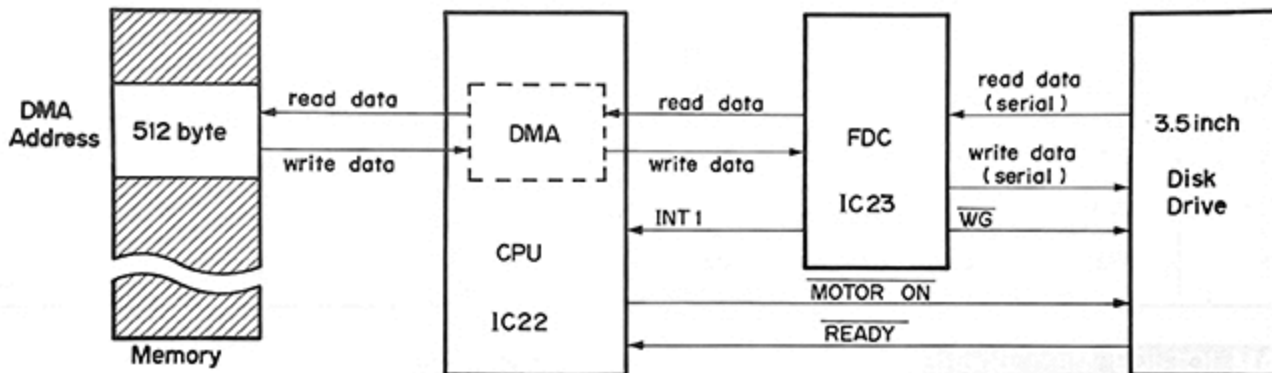 DMA
Address
512 byte
Memory
read data
write data
DMA
CPU
IC22
read data
write data
INT 1
FDC
IC23
read data
(serial)
write data
(serial)
WG
MOTOR ON
READY
3.5 inch
Disk
Drive